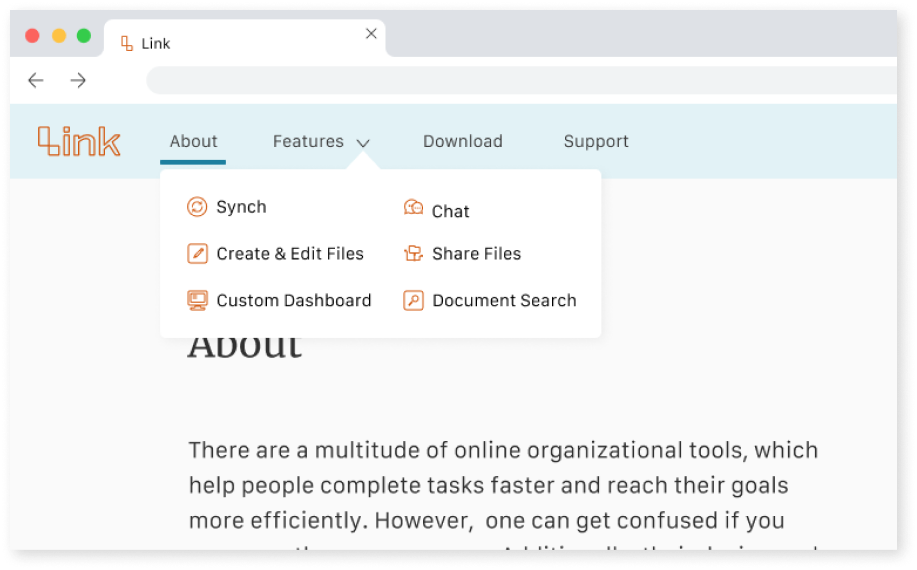 Link
Link
About
Features
Download
Support
Synch
Chat
Create & Edit Files
Share Files
Custom Dashboard
Document Search
About
There are a multitude of online organizational tools, which
help people complete tasks faster and reach their goals
more efficiently. However, one can get confused if you